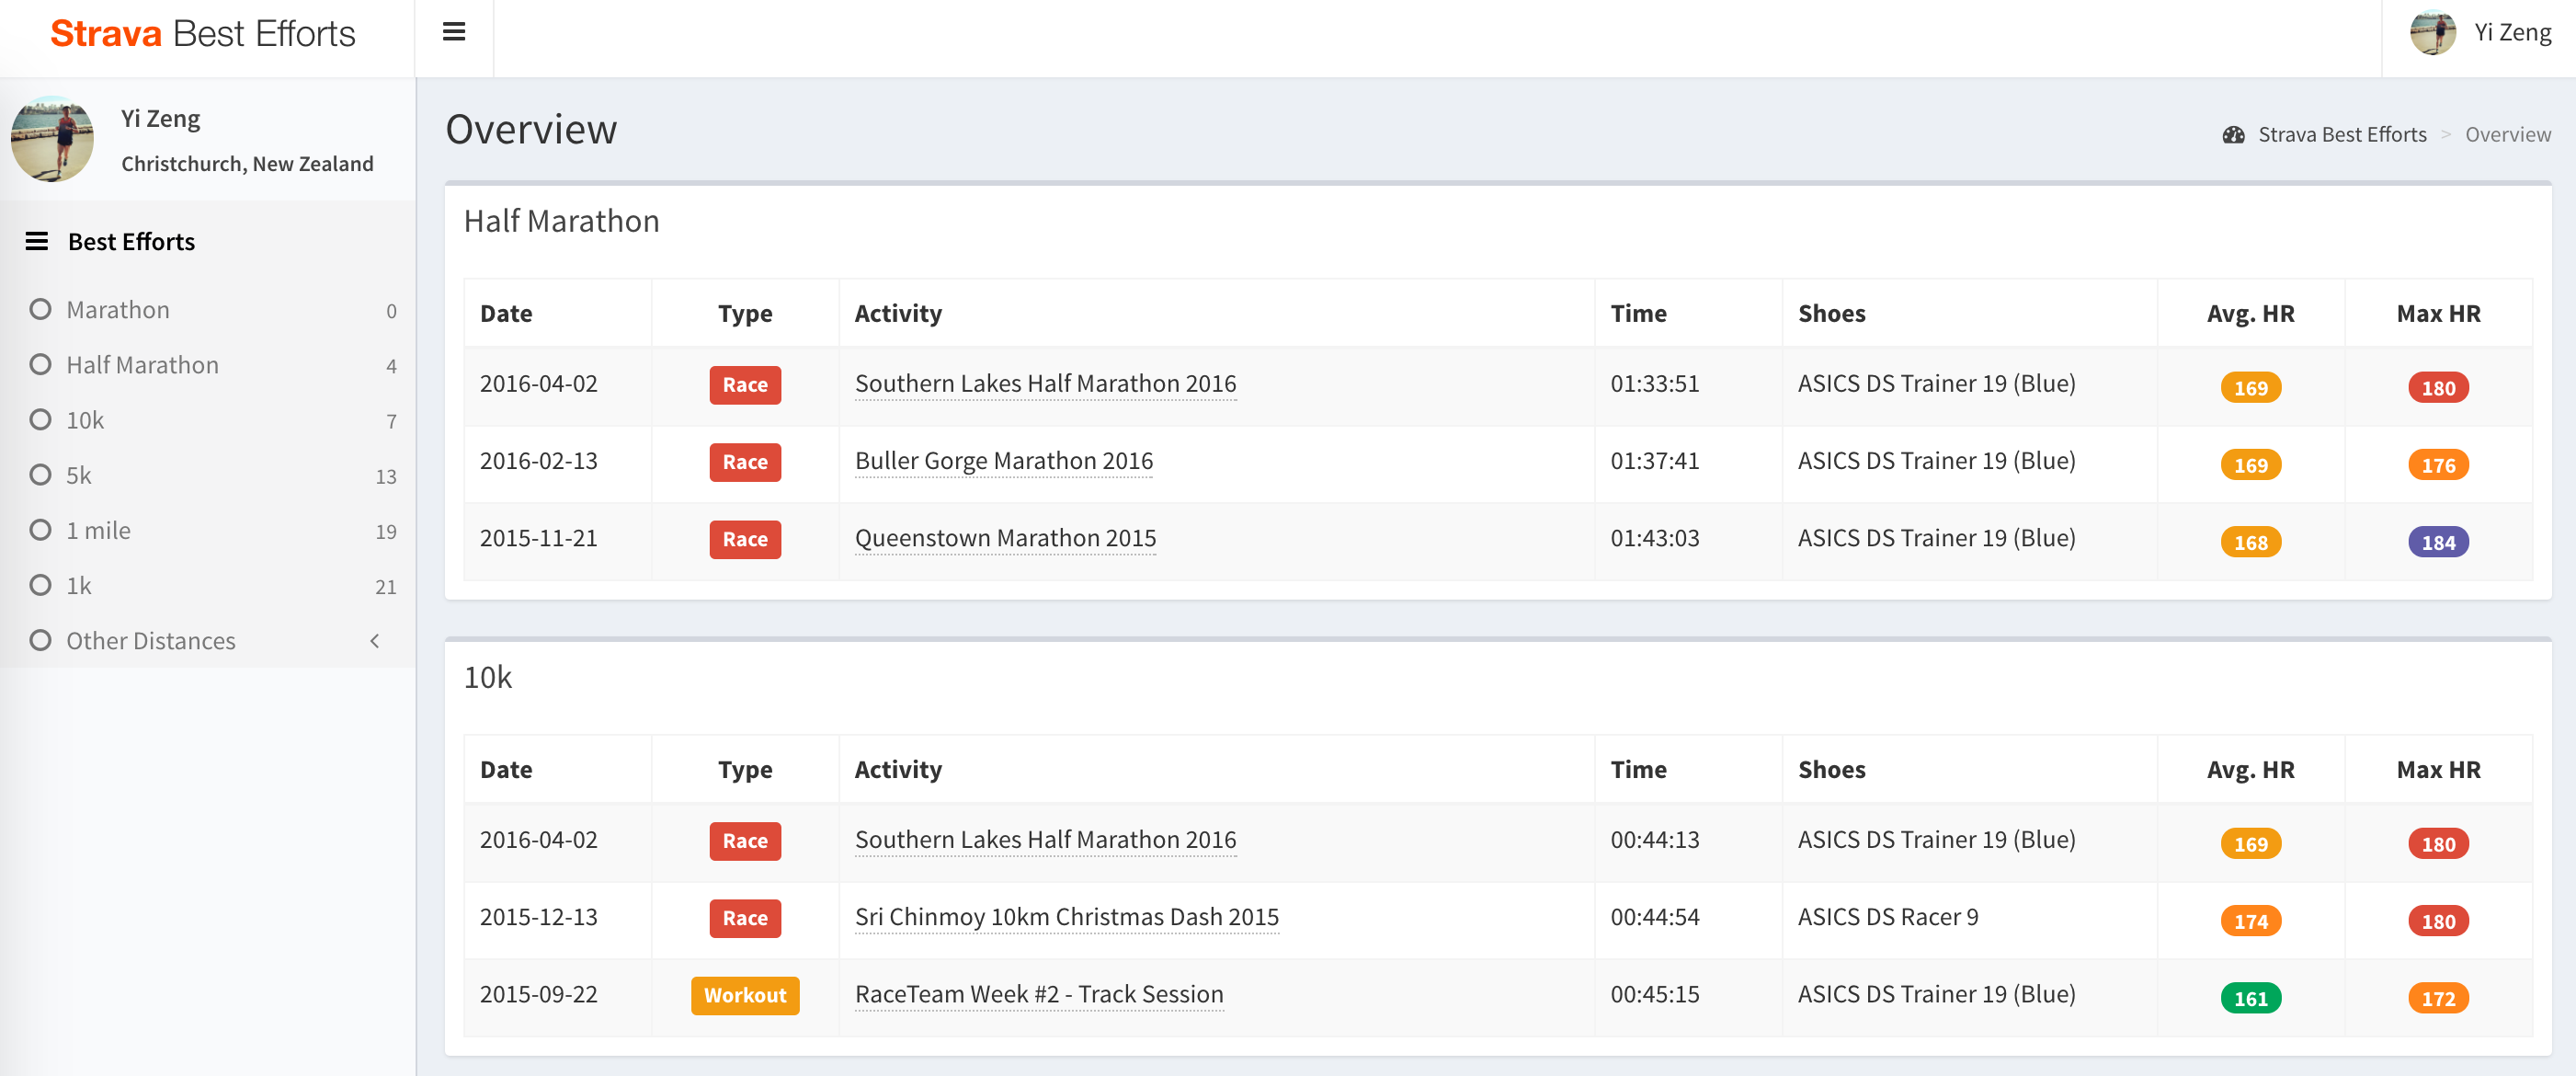 Strava Best Efforts
Yi Zeng
Yi Zeng
Christchurch, New Zealand
Best Efforts
Marathon 0
Half Marathon 4
10k 7
5k 13
1 mile 19
1k 21
Other Distances
Overview
Strava Best Efforts > Overview
Half Marathon
Date Type Activity Time Shoes Avg. HR Max HR
2016-04-02 Race Southern Lakes Half Marathon 2016 01:33:51 ASICS DS Trainer 19 (Blue) 169 180
2016-02-13 Race Buller Gorge Marathon 2016 01:37:41 ASICS DS Trainer 19 (Blue) 169 176
2015-11-21 Race Queenstown Marathon 2015 01:43:03 ASICS DS Trainer 19 (Blue) 168 184
10k
Date Type Activity Time Shoes Avg. HR Max HR
2016-04-02 Race Southern Lakes Half Marathon 2016 00:44:13 ASICS DS Trainer 19 (Blue) 169 180
2015-12-13 Race Sri Chinmoy 10km Christmas Dash 2015 00:44:54 ASICS DS Racer 9 174 180
2015-09-22 Workout RaceTeam Week #2 - Track Session 00:45:15 ASICS DS Trainer 19 (Blue) 161 172